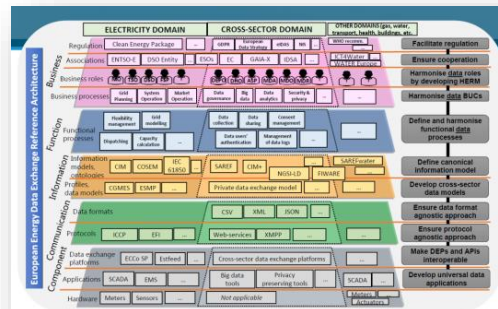 ELECTRICITY DOMAIN
CROSS-SECTOR DOMAIN
OTHER DOMAINS (gas, water, transport, health, buildings, etc.
European Energy Data Exchange Reference Architecture
Business
Regulation
Clean Energy Package
...
GDPR
European Data Strategy
eIDAS
NIS
...
Facilitate regulation
Associations
ENTSO-E
DSO Entity
ESOs
EC
GAIA-X
IDSA
...
ICT4Water
Ensure cooperation
Business roles
Harmonise data roles by developing HERM
Business processes
Grid Planning
System Operation
Market Operation
...
Data governance
Big data
Data analytics
Security & privacy
...
Harmonise data BUCs
Function
Functional processes
Flexibility management
Grid modelling
Dispatching
Capacity calculation
...
Data collection
Data sharing
Consent management
Data users' authentication
Management of data logs
...
...
Define and harmonise functional data processes
Information
Information models, ontologies
CIM
COSEM
IEC 61850
...
SAREF
CIM+
NGSI-LD
FIWARE
...
SAREFwater
...
Define canonical information model
Profiles, data models
CGMES
ESMP
...
Private data exchange model
...
...
Develop cross-sector data models
Communication
Data formats
CSV
XML
JSON
...
Ensure data format agnostic approach
Protocols
ICCP
EFI
...
Web-services
XMPP
...
...
Ensure protocol agnostic approach
Component
Data exchange platforms
ECCo SP
Estfeed
...
Cross-sector data exchange platforms
...
Make DEPs and APIs interoperable
Applications
SCADA
EMS
...
Big data tools
Privacy preserving tools
...
SCADA
...
Develop universal data applications
Hardware
Meters
Sensors
...
Not applicable
Meters
...
Actuators